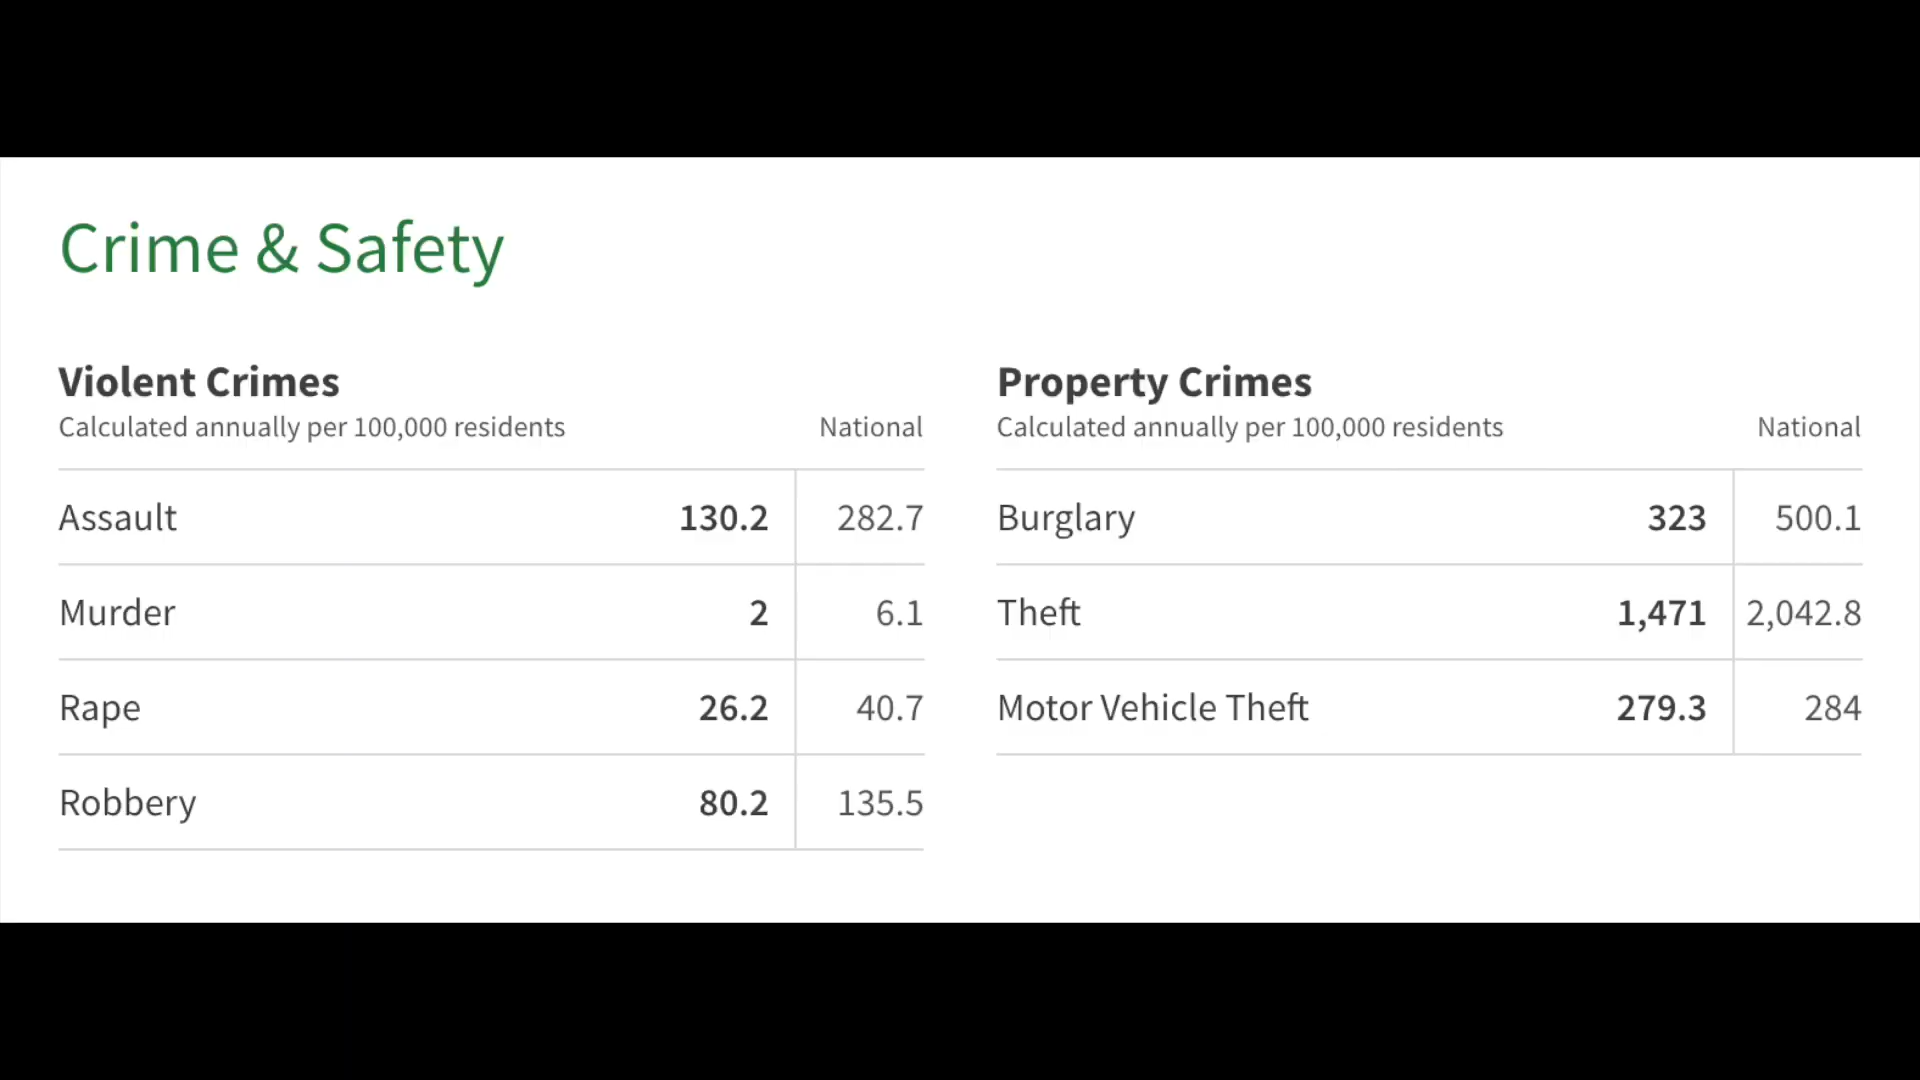 Crime & Safety
Violent Crimes
Calculated annually per 100,000 residents National
Assault 130.2 282.7
Murder 2 6.1
Rape 26.2 40.7
Robbery 80.2 135.5
Property Crimes
Calculated annually per 100,000 residents National
Burglary 323 500.1
Theft 1,471 2,042.8
Motor Vehicle Theft 279.3 284